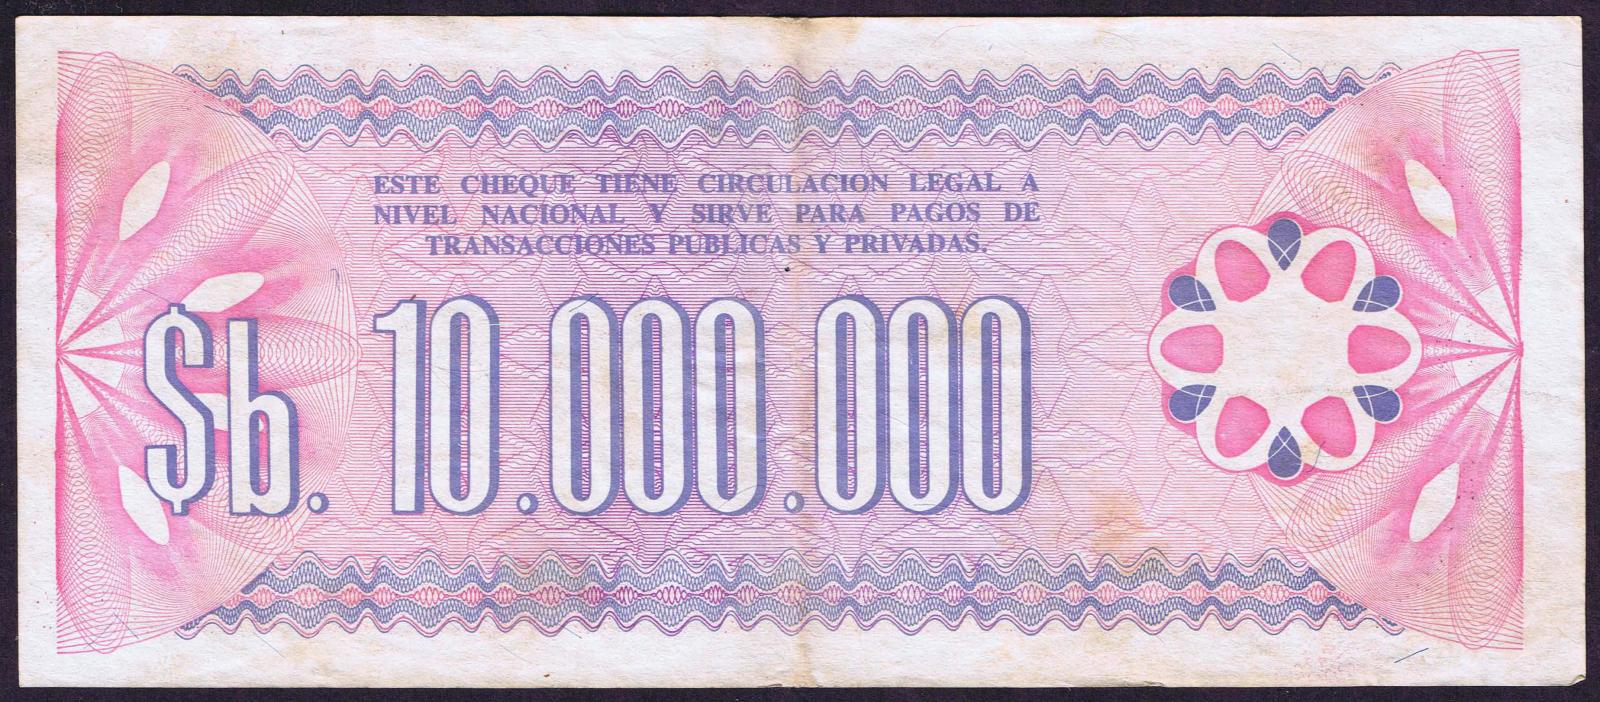 ESTE CHEQUE TIENE CIRCULACION LEGAL A
NIVEL NACIONAL Y SIRVE PARA PAGOS DE
TRANSACCIONES PUBLICAS Y PRIVADAS.
$b. 10.000.000